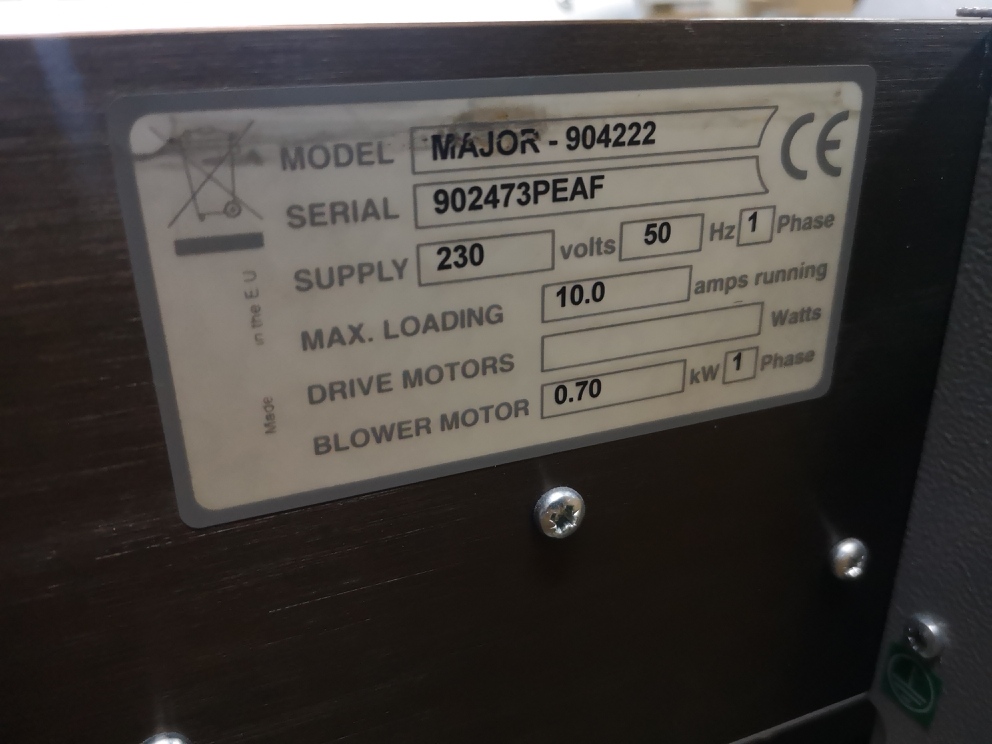 MODEL MAJOR - 904222
CE
SERIAL 902473PEAF
SUPPLY 230 volts 50 Hz 1 Phase
MAX. LOADING 10.0 amps running
DRIVE MOTORS Watts
BLOWER MOTOR 0.70 kW 1 Phase
Made in the E.U